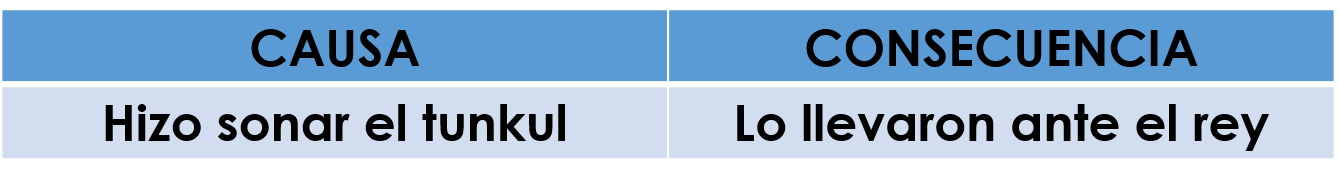 CAUSA CONSECUENCIA
Hizo sonar el tunkul Lo llevaron ante el rey